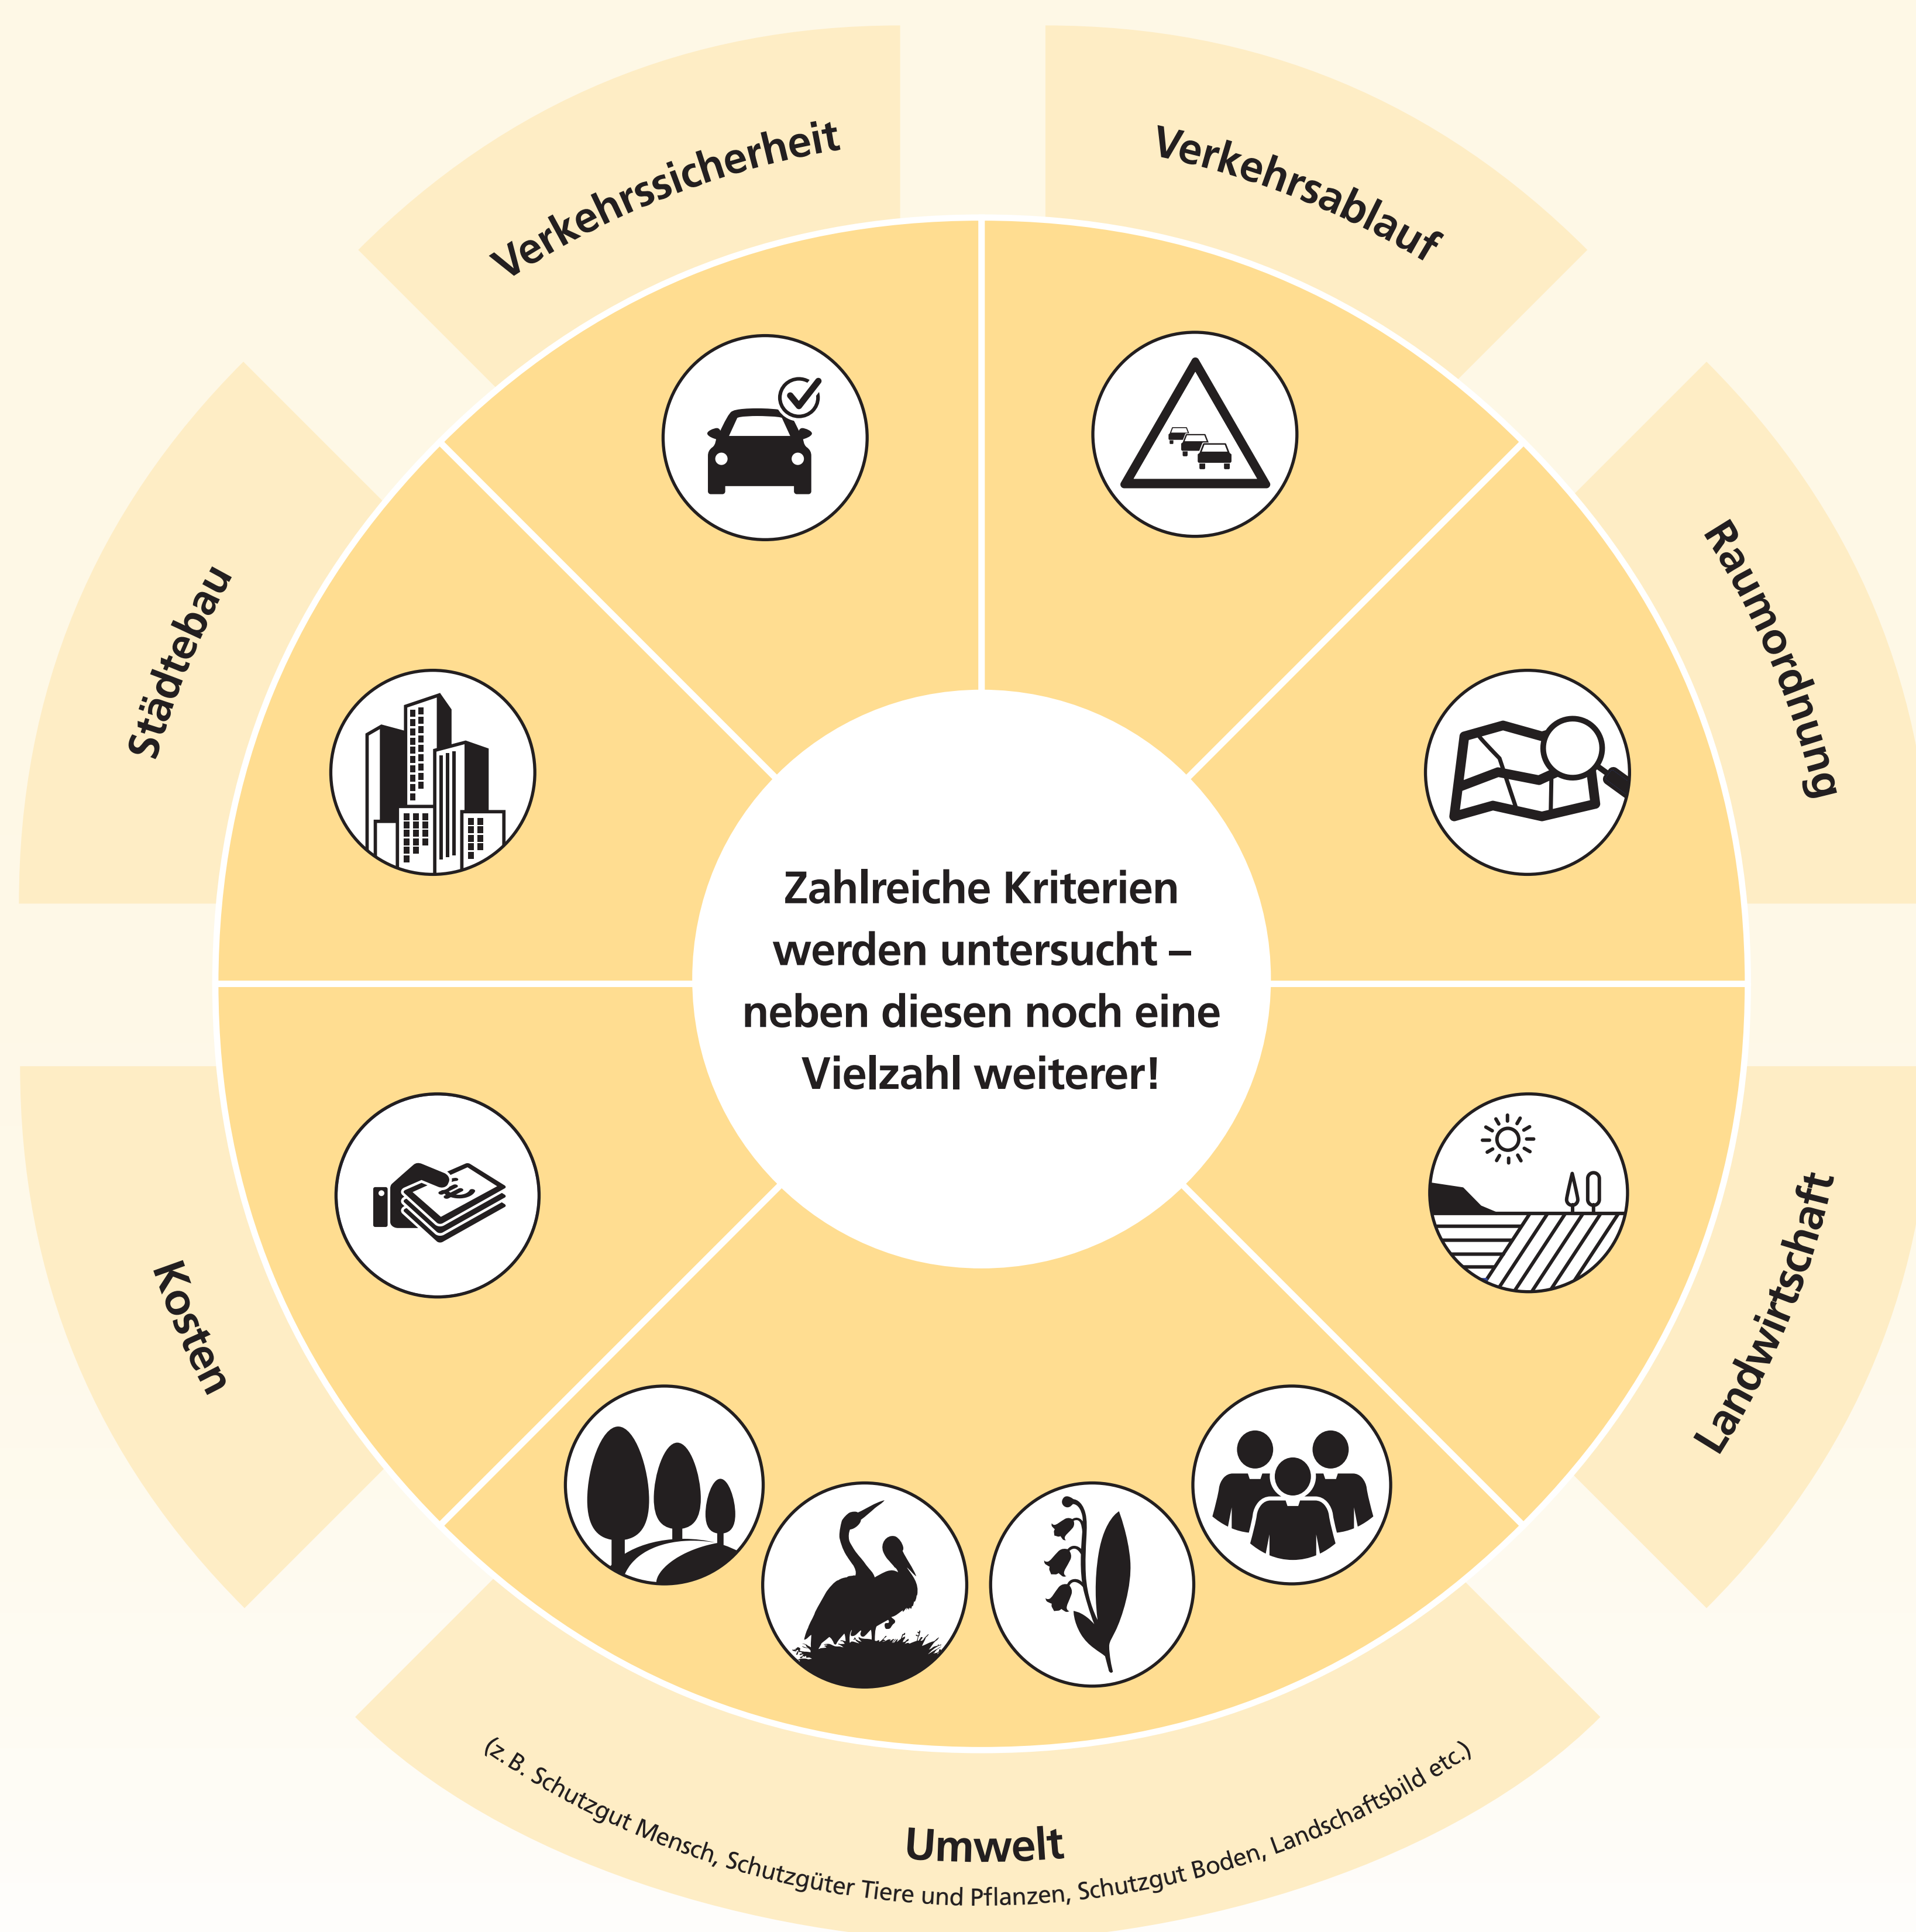 Verkehrssicherheit
Verkehrsablauf
Raumordnung
Landwirtschaft
Umwelt
(z. B. Schutzgut Mensch, Schutzgüter Tiere und Pflanzen, Schutzgut Boden, Landschaftsbild etc.)
Kosten
Städtebau
Zahlreiche Kriterien
werden untersucht –
neben diesen noch eine
Vielzahl weiterer!